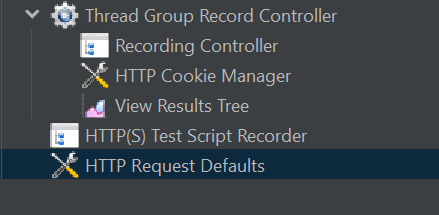 Thread Group Record Controller
Recording Controller
HTTP Cookie Manager
View Results Tree
HTTP(S) Test Script Recorder
HTTP Request Defaults